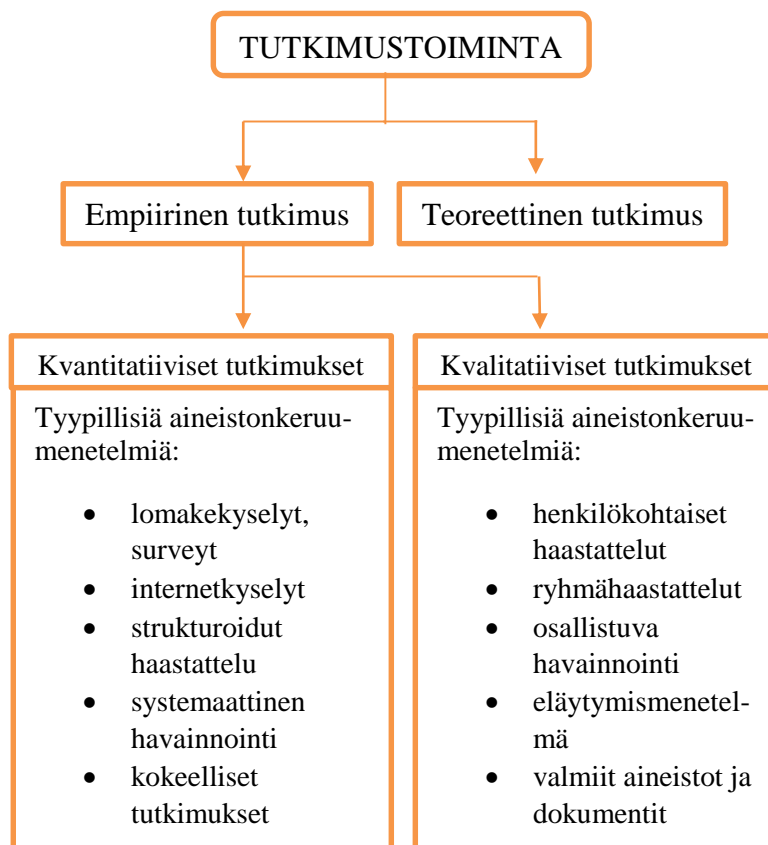 TUTKIMUSTOIMINTA
Empiirinen tutkimus
Teoreettinen tutkimus
Kvantitatiiviset tutkimukset
Tyypillisiä aineistonkeruu-
menetelmiä:
• lomakekyselyt,
surveyt
• internetkyselyt
• strukturoidut
haastattelu
• systemaattinen
havainnointi
• kokeelliset
tutkimukset
Kvalitatiiviset tutkimukset
Tyypillisiä aineistonkeruu-
menetelmiä:
• henkilökohtaiset
haastattelut
• ryhmähaastattelut
• osallistuva
havainnointi
• eläytymismenetel-
mä
• valmiit aineistot ja
dokumentit